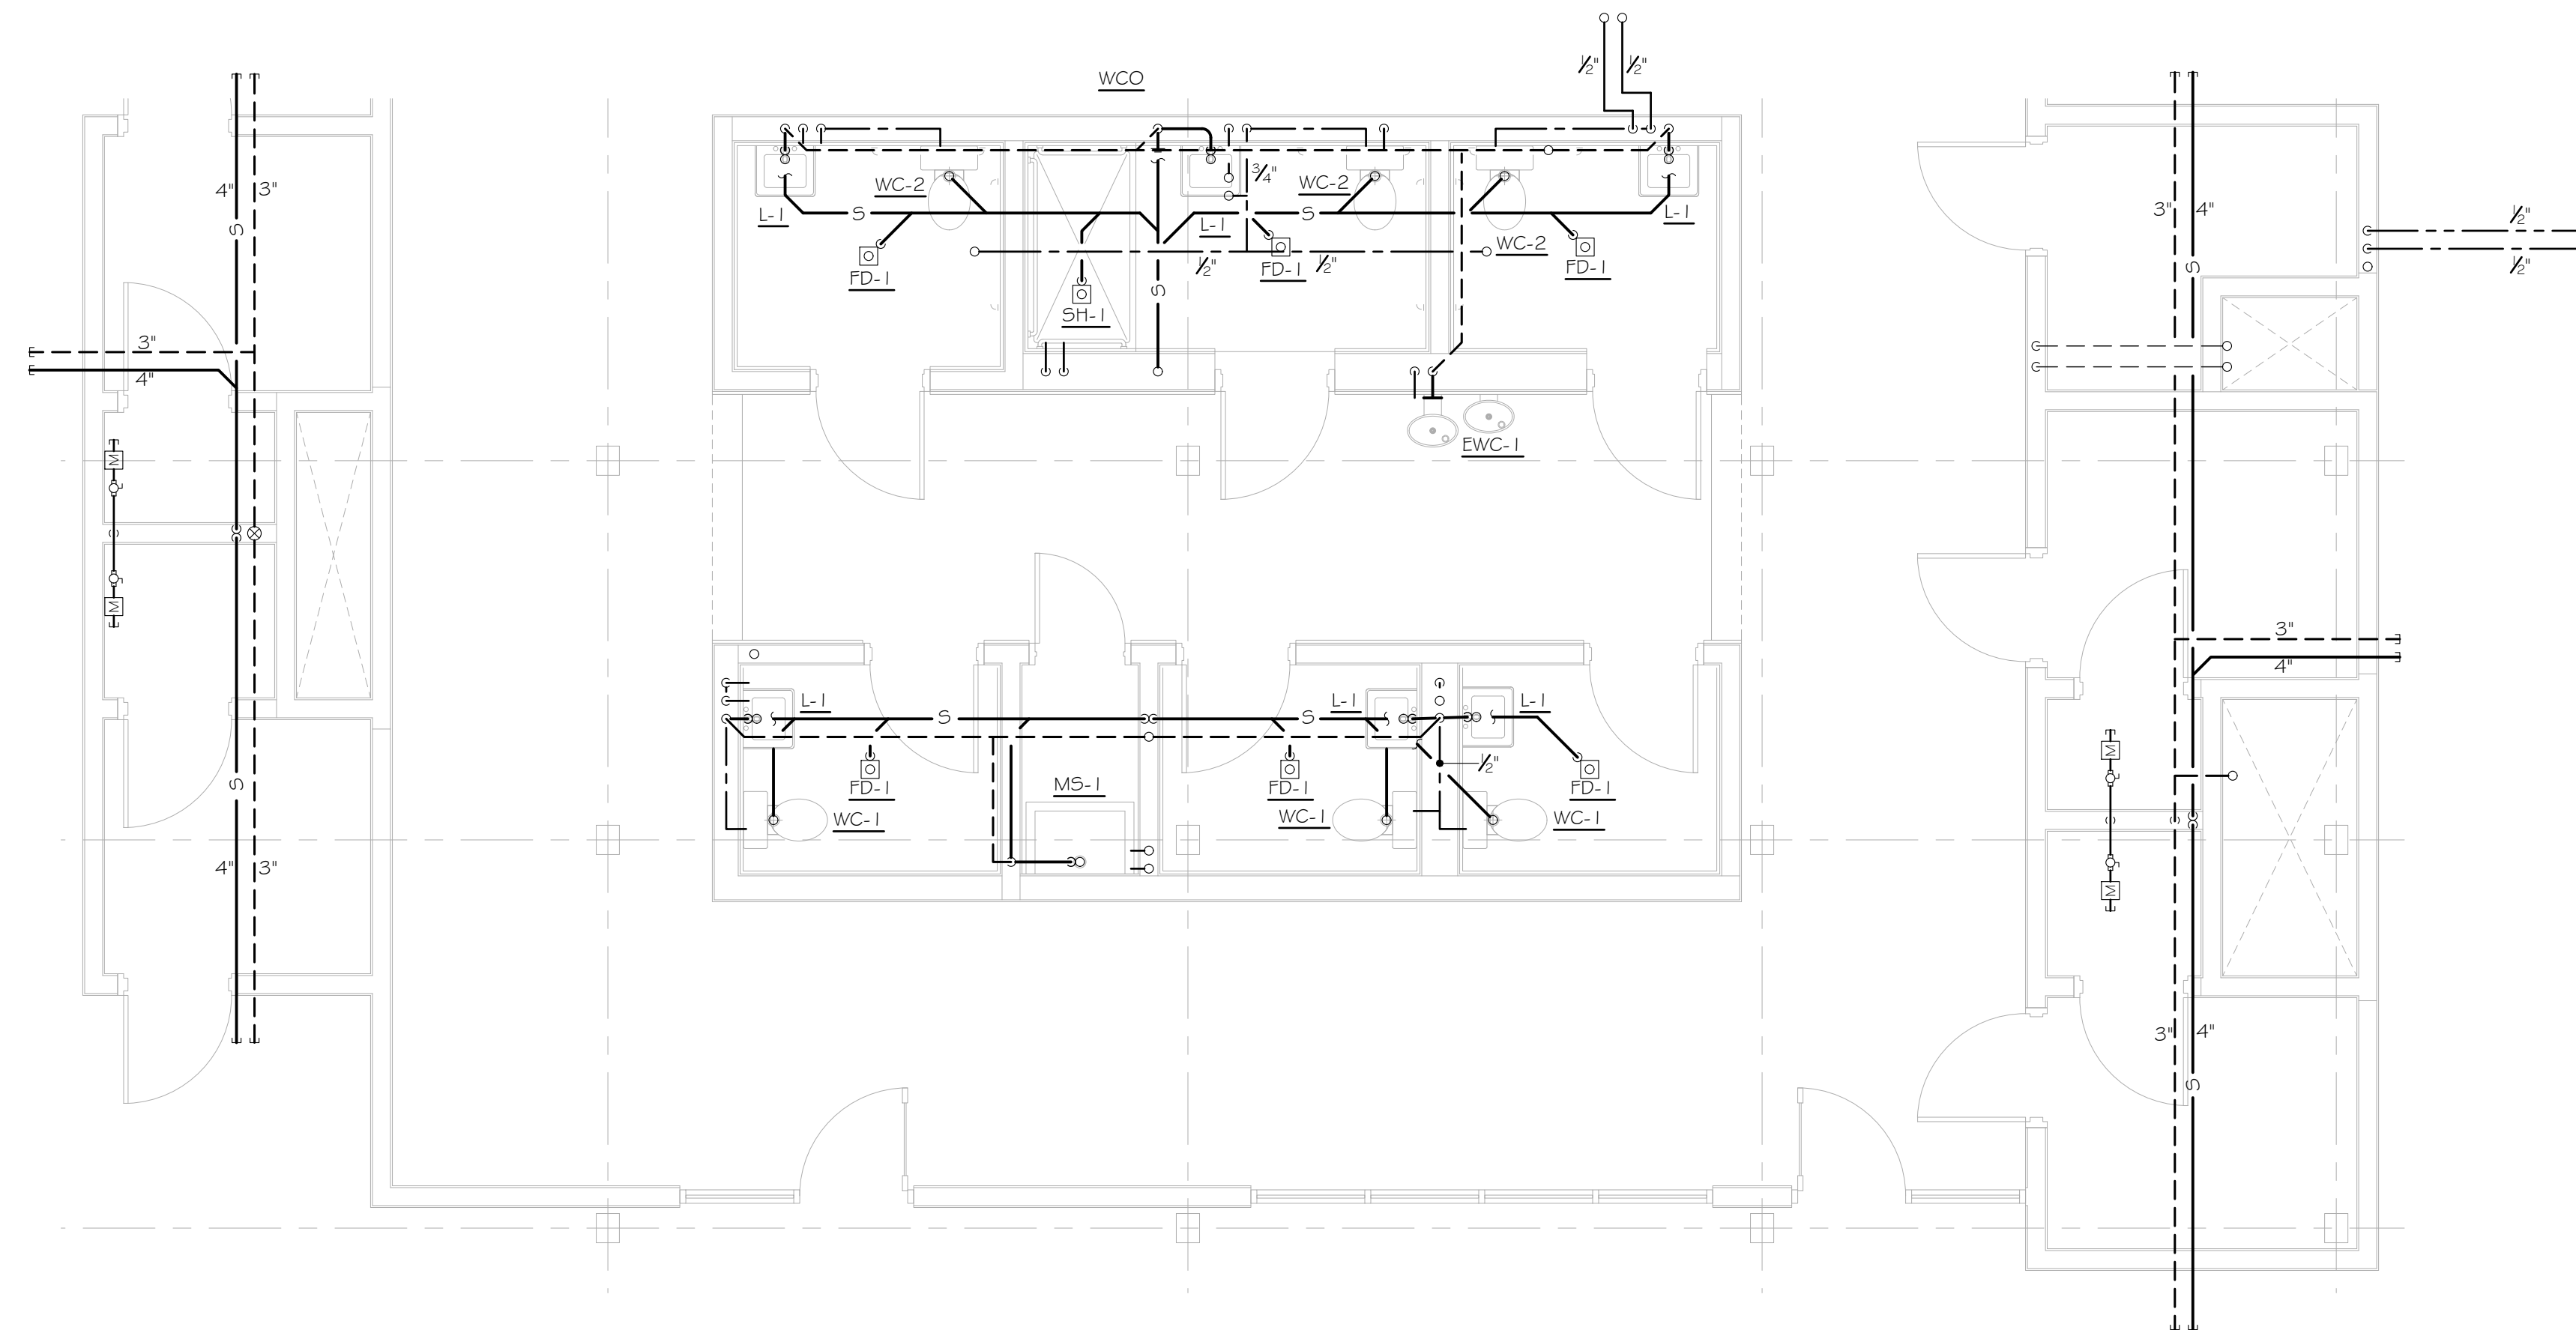 WCO
1/2" 1/2"
4" 3"
S
3"
4"
M
M
S
4" 3"
WC-2
L-1
S
FD-1
SH-1
S
3/4"
WC-2
L-1
S
FD-1
1/2" 1/2"
WC-2
L-1
FD-1
EWC-1
L-1
S
FD-1
WC-1
MS-1
S
L-1
FD-1
WC-1
1/2"
L-1
FD-1
WC-1
3" 4"
S
1/2"
1/2"
3"
4"
M
M
3" 4"
S